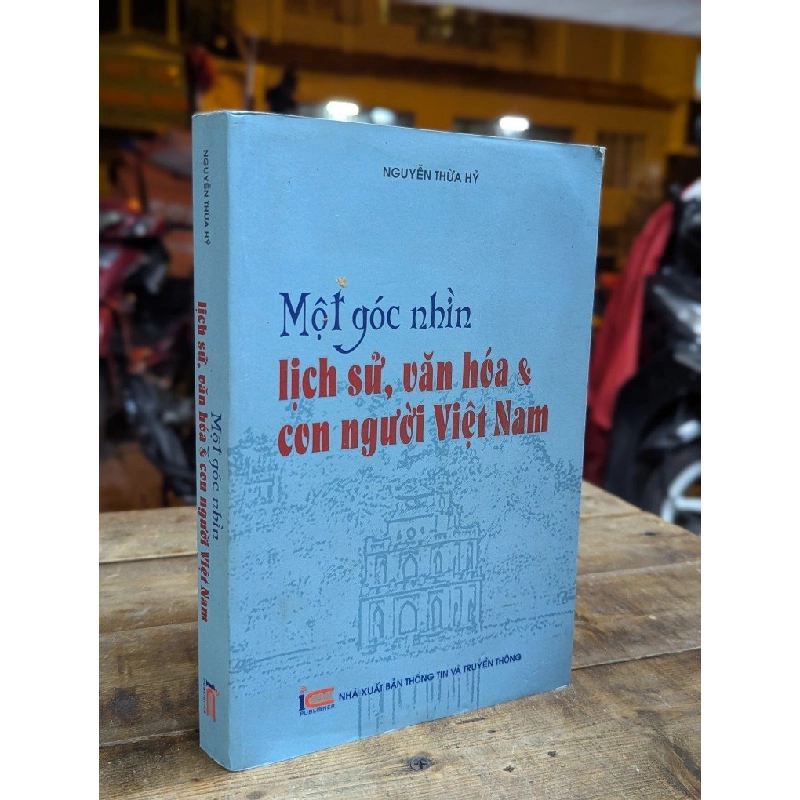 NGUYỄN THỪA HỶ
Một góc nhìn
lịch sử, văn hóa &
con người Việt Nam
NHÀ XUẤT BẢN THÔNG TIN VÀ TRUYỀN THÔNG
PUBLISHER
NGUYỄN THỪA HỶ
Một góc nhìn
lịch sử, văn hóa & con người Việt Nam